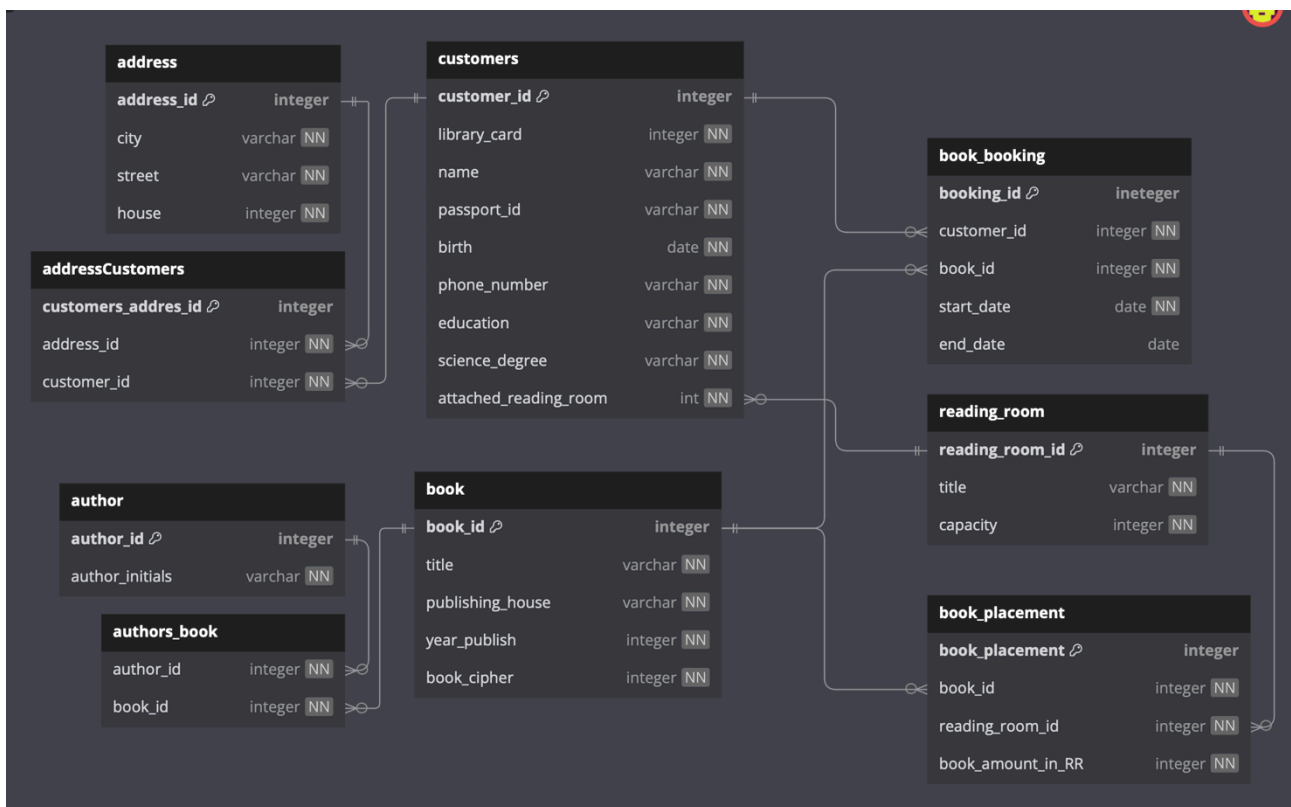 address
address_id integer
city varchar NN
street varchar NN
house integer NN
addressCustomers
customers_addres_id integer
address_id integer NN
customer_id integer NN
customers
customer_id integer
library_card integer NN
name varchar NN
passport_id varchar NN
birth date NN
phone_number varchar NN
education varchar NN
science_degree varchar NN
attached_reading_room int NN
book_booking
booking_id ineteger
customer_id integer NN
book_id integer NN
start_date date NN
end_date date
reading_room
reading_room_id integer
title varchar NN
capacity integer NN
author
author_id integer
author_initials varchar NN
authors_book
author_id integer NN
book_id integer NN
book
book_id integer
title varchar NN
publishing_house varchar NN
year_publish integer NN
book_cipher integer NN
book_placement
book_placement integer
book_id integer NN
reading_room_id integer NN
book_amount_in_RR integer NN